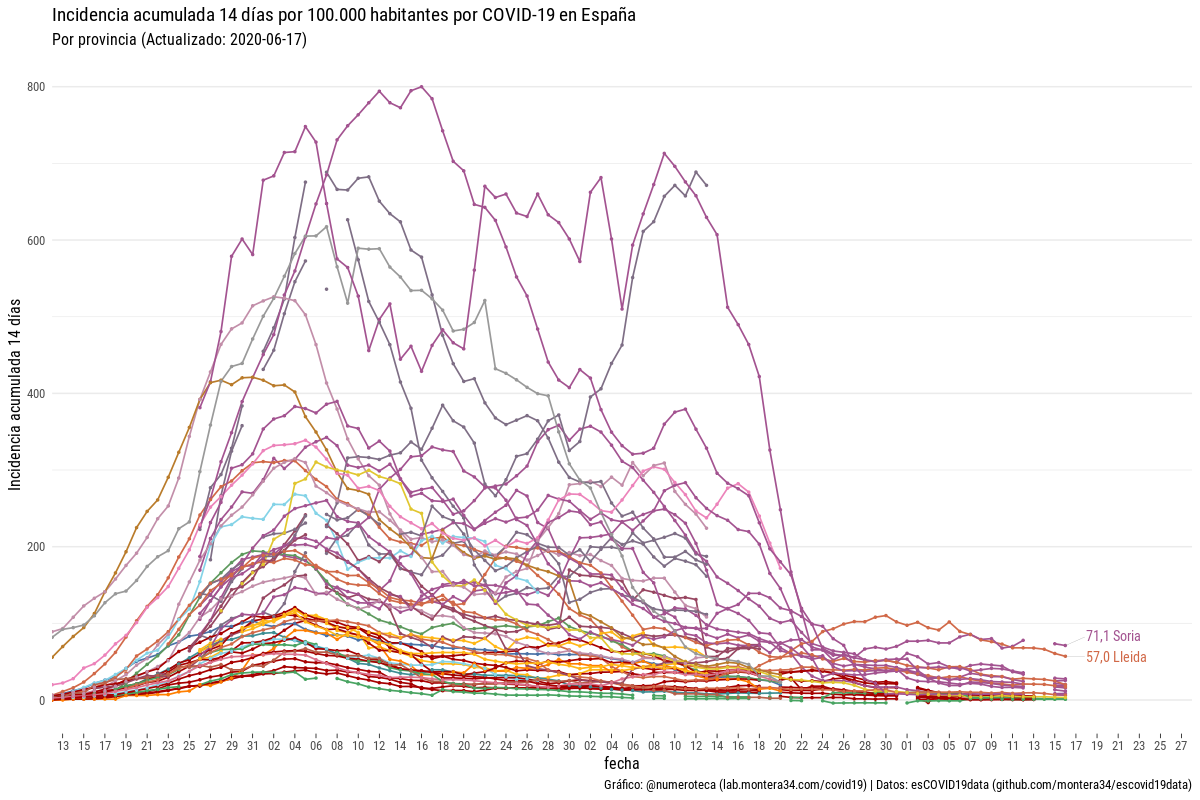 Incidencia acumulada 14 días por 100.000 habitantes por COVID-19 en España
Por provincia (Actualizado: 2020-06-17)
Incidencia acumulada 14 días
800
600
400
200
0
71,1 Soria
57,0 Lleida
13 15 17 19 21 23 25 27 29 31 02 04 06 08 10 12 14 16 18 20 22 24 26 28 30 02 04 06 08 10 12 14 16 18 20 22 24 26 28 30 01 03 05 07 09 11 13 15 17 19 21 23 25 27
fecha
Gráfico: @numeroteca (lab.montera34.com/covid19) | Datos: esCOVID19data (github.com/montera34/escovid19data)